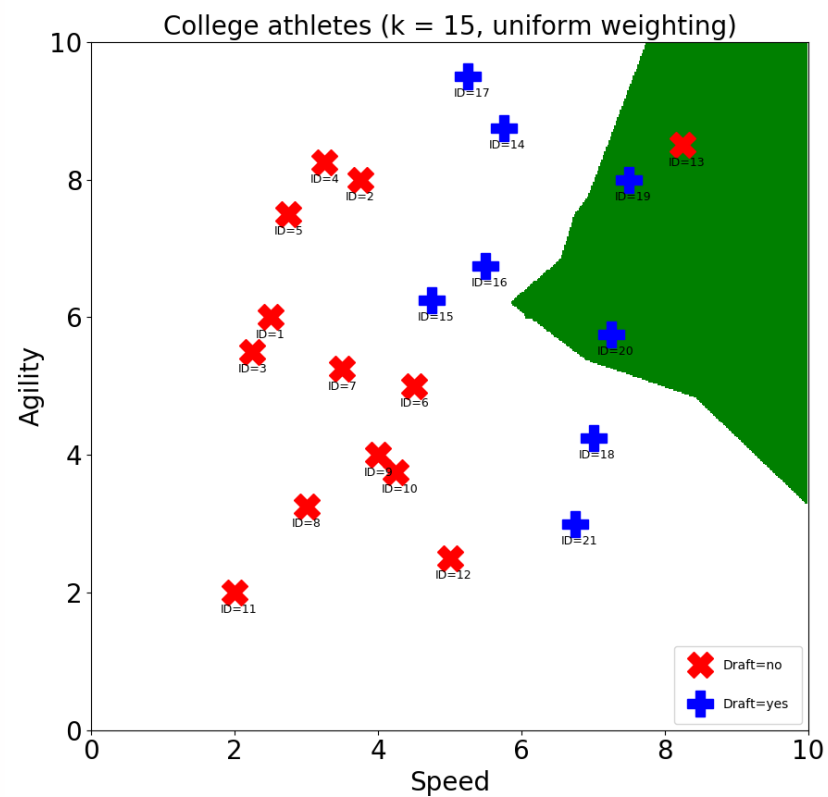 College athletes (k = 15, uniform weighting)
10
ID=17
ID=14
ID=13
ID=4
8
ID=2
ID=19
ID=5
ID=16
6
ID=15
ID=1
ID=20
ID=3
ID=7
ID=6
Agility
4
ID=18
ID=9
ID=10
ID=8
ID=21
ID=12
2
ID=11
Draft=no
Draft=yes
0
0 2 4 6 8 10
Speed